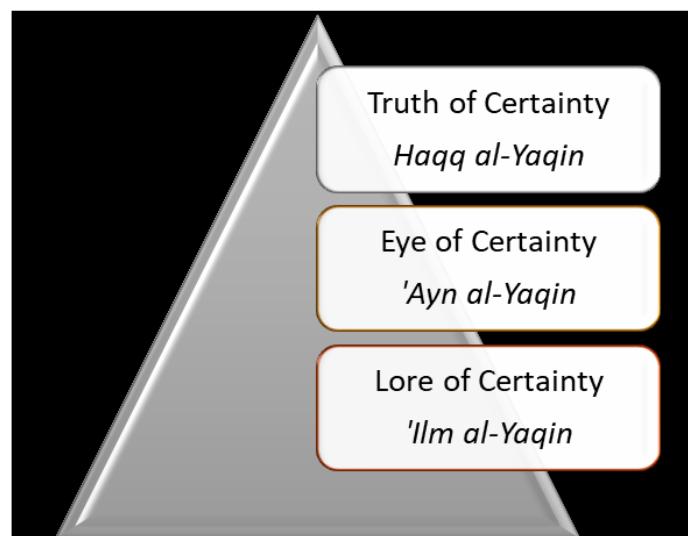 Truth of Certainty
Haqq al-Yaqin
Eye of Certainty
'Ayn al-Yaqin
Lore of Certainty
'Ilm al-Yaqin